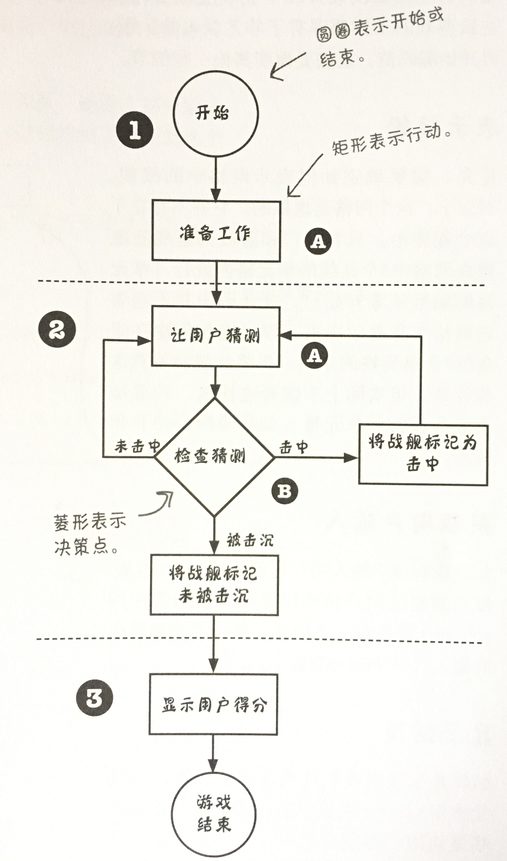 圆圈表示开始或
结束。
开始
1
矩形表示行动。
准备工作
A
2
让用户猜测
A
未击中
检查猜测
击中
将战舰标记为
击中
B
菱形表示
决策点。
被击沉
将战舰标记
未被击沉
3
显示用户得分
游戏
结束